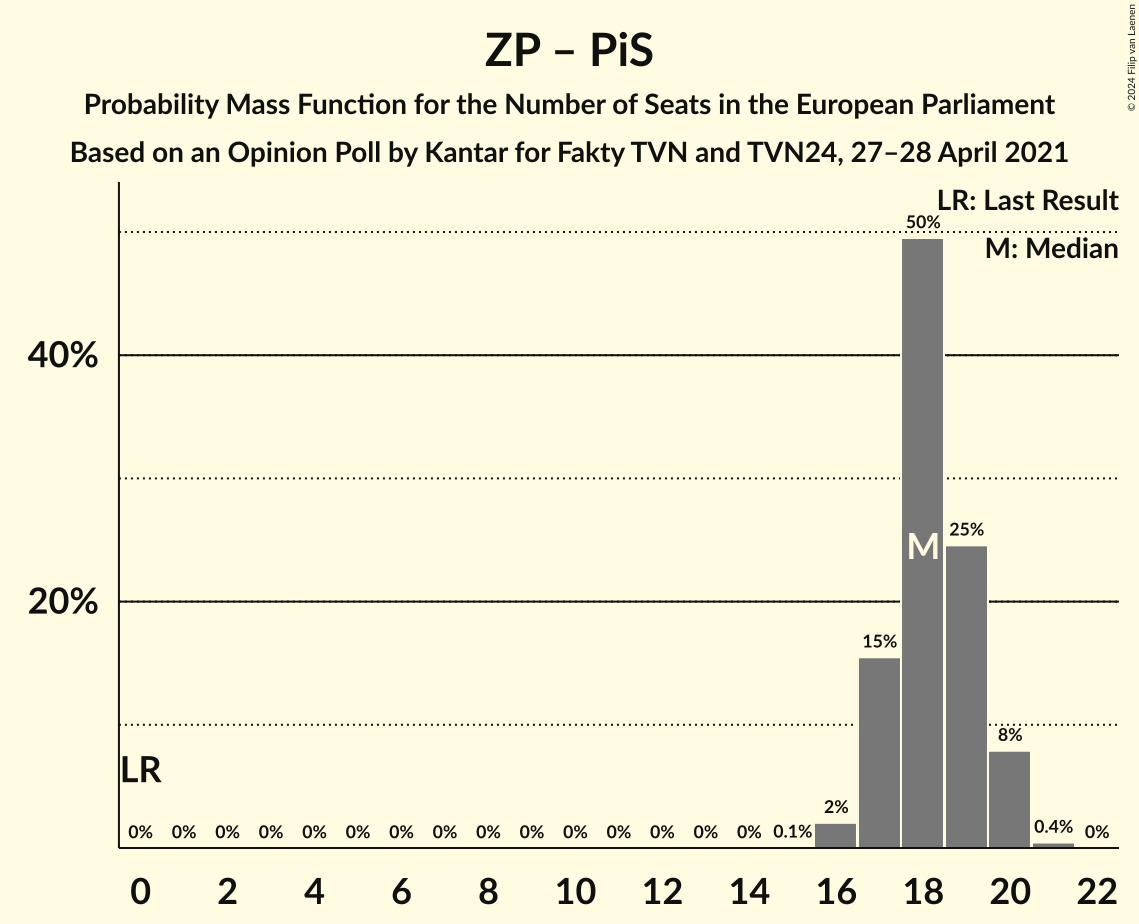 ZP – PiS
Probability Mass Function for the Number of Seats in the European Parliament
Based on an Opinion Poll by Kantar for Fakty TVN and TVN24, 27–28 April 2021
© 2024 Filip van Laenen
LR: Last Result
M: Median
50%
40%
25%
M
20%
15%
8%
LR
2%
0% 0% 0% 0% 0% 0% 0% 0% 0% 0% 0% 0% 0% 0% 0% 0.1% 0.4% 0%
0 2 4 6 8 10 12 14 16 18 20 22